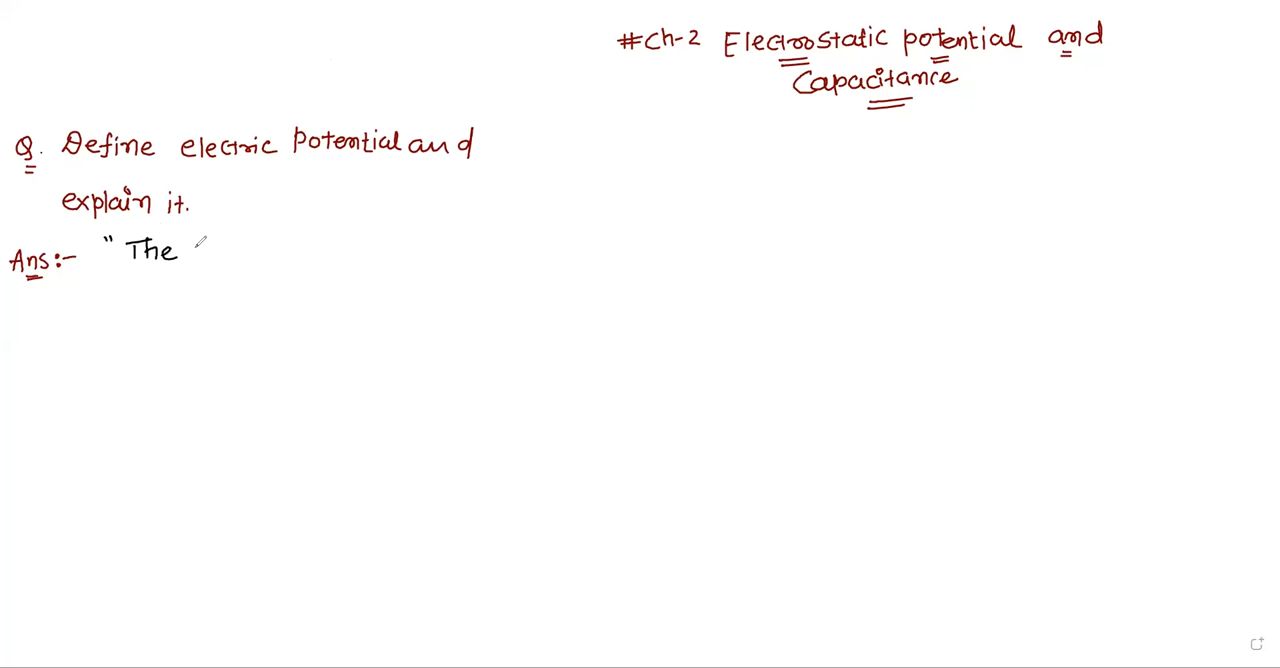 #Ch-2 Electrostatic potential and
Capacitance
Q. Define electric potential and
explain it.
Ans:- " The